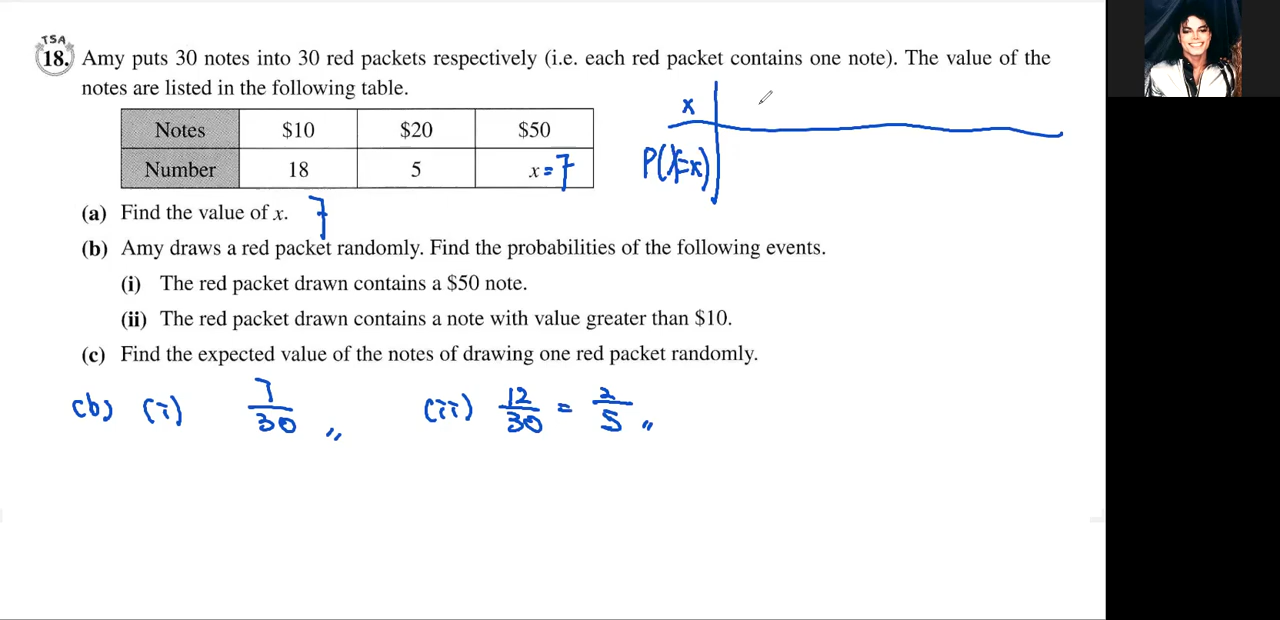 TSA
18. Amy puts 30 notes into 30 red packets respectively (i.e. each red packet contains one note). The value of the
notes are listed in the following table.
Notes $10 $20 $50
Number 18 5 x = 7
x
P(X=x)
(a) Find the value of x. 7
(b) Amy draws a red packet randomly. Find the probabilities of the following events.
(i) The red packet drawn contains a $50 note.
(ii) The red packet drawn contains a note with value greater than $10.
(c) Find the expected value of the notes of drawing one red packet randomly.
(b) (i) 7/30 (ii) 12/30 = 2/5